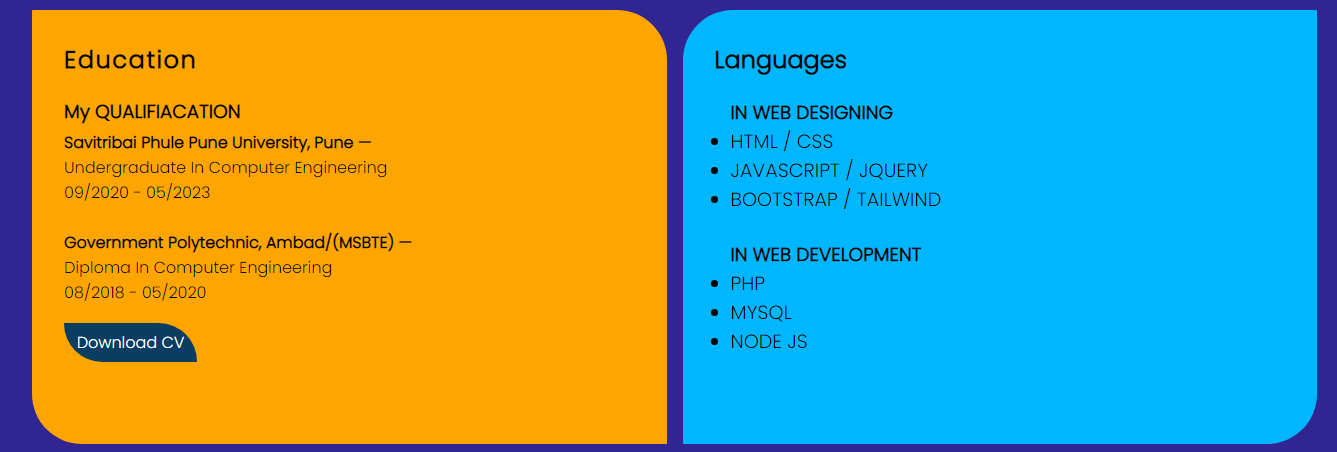 Education
My QUALIFIACATION
Savitribai Phule Pune University, Pune —
Undergraduate In Computer Engineering
09/2020 - 05/2023
Government Polytechnic, Ambad/(MSBTE) —
Diploma In Computer Engineering
08/2018 - 05/2020
Download CV
Languages
IN WEB DESIGNING
HTML / CSS
JAVASCRIPT / JQUERY
BOOTSTRAP / TAILWIND
IN WEB DEVELOPMENT
PHP
MYSQL
NODE JS